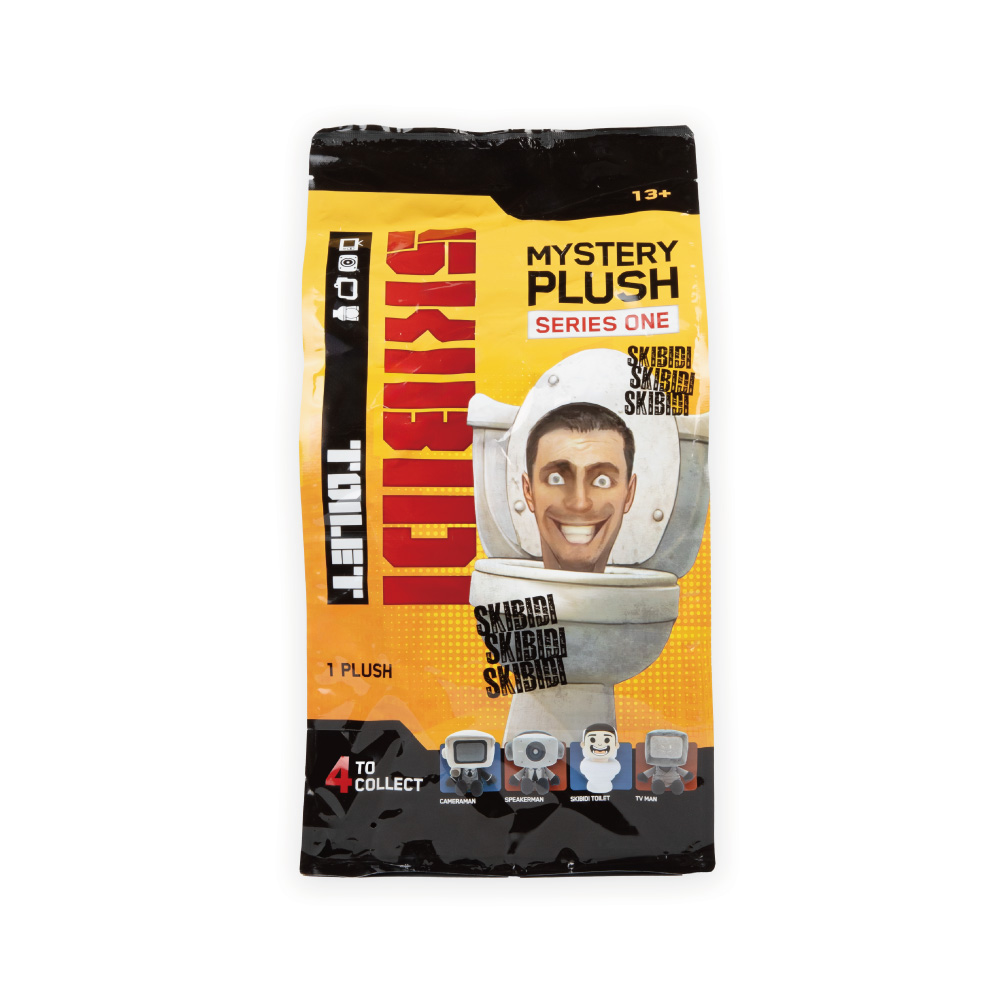 13+
MYSTERY
PLUSH
SERIES ONE
SKIBIDI
TOILET
SKIBIDI
SKIBIDI
SKIBIDI
SKIBIDI
SKIBIDI
SKIBIDI
1 PLUSH
4 TO
COLLECT
CAMERAMAN
SPEAKERMAN
SKIBIDI TOILET
TV MAN